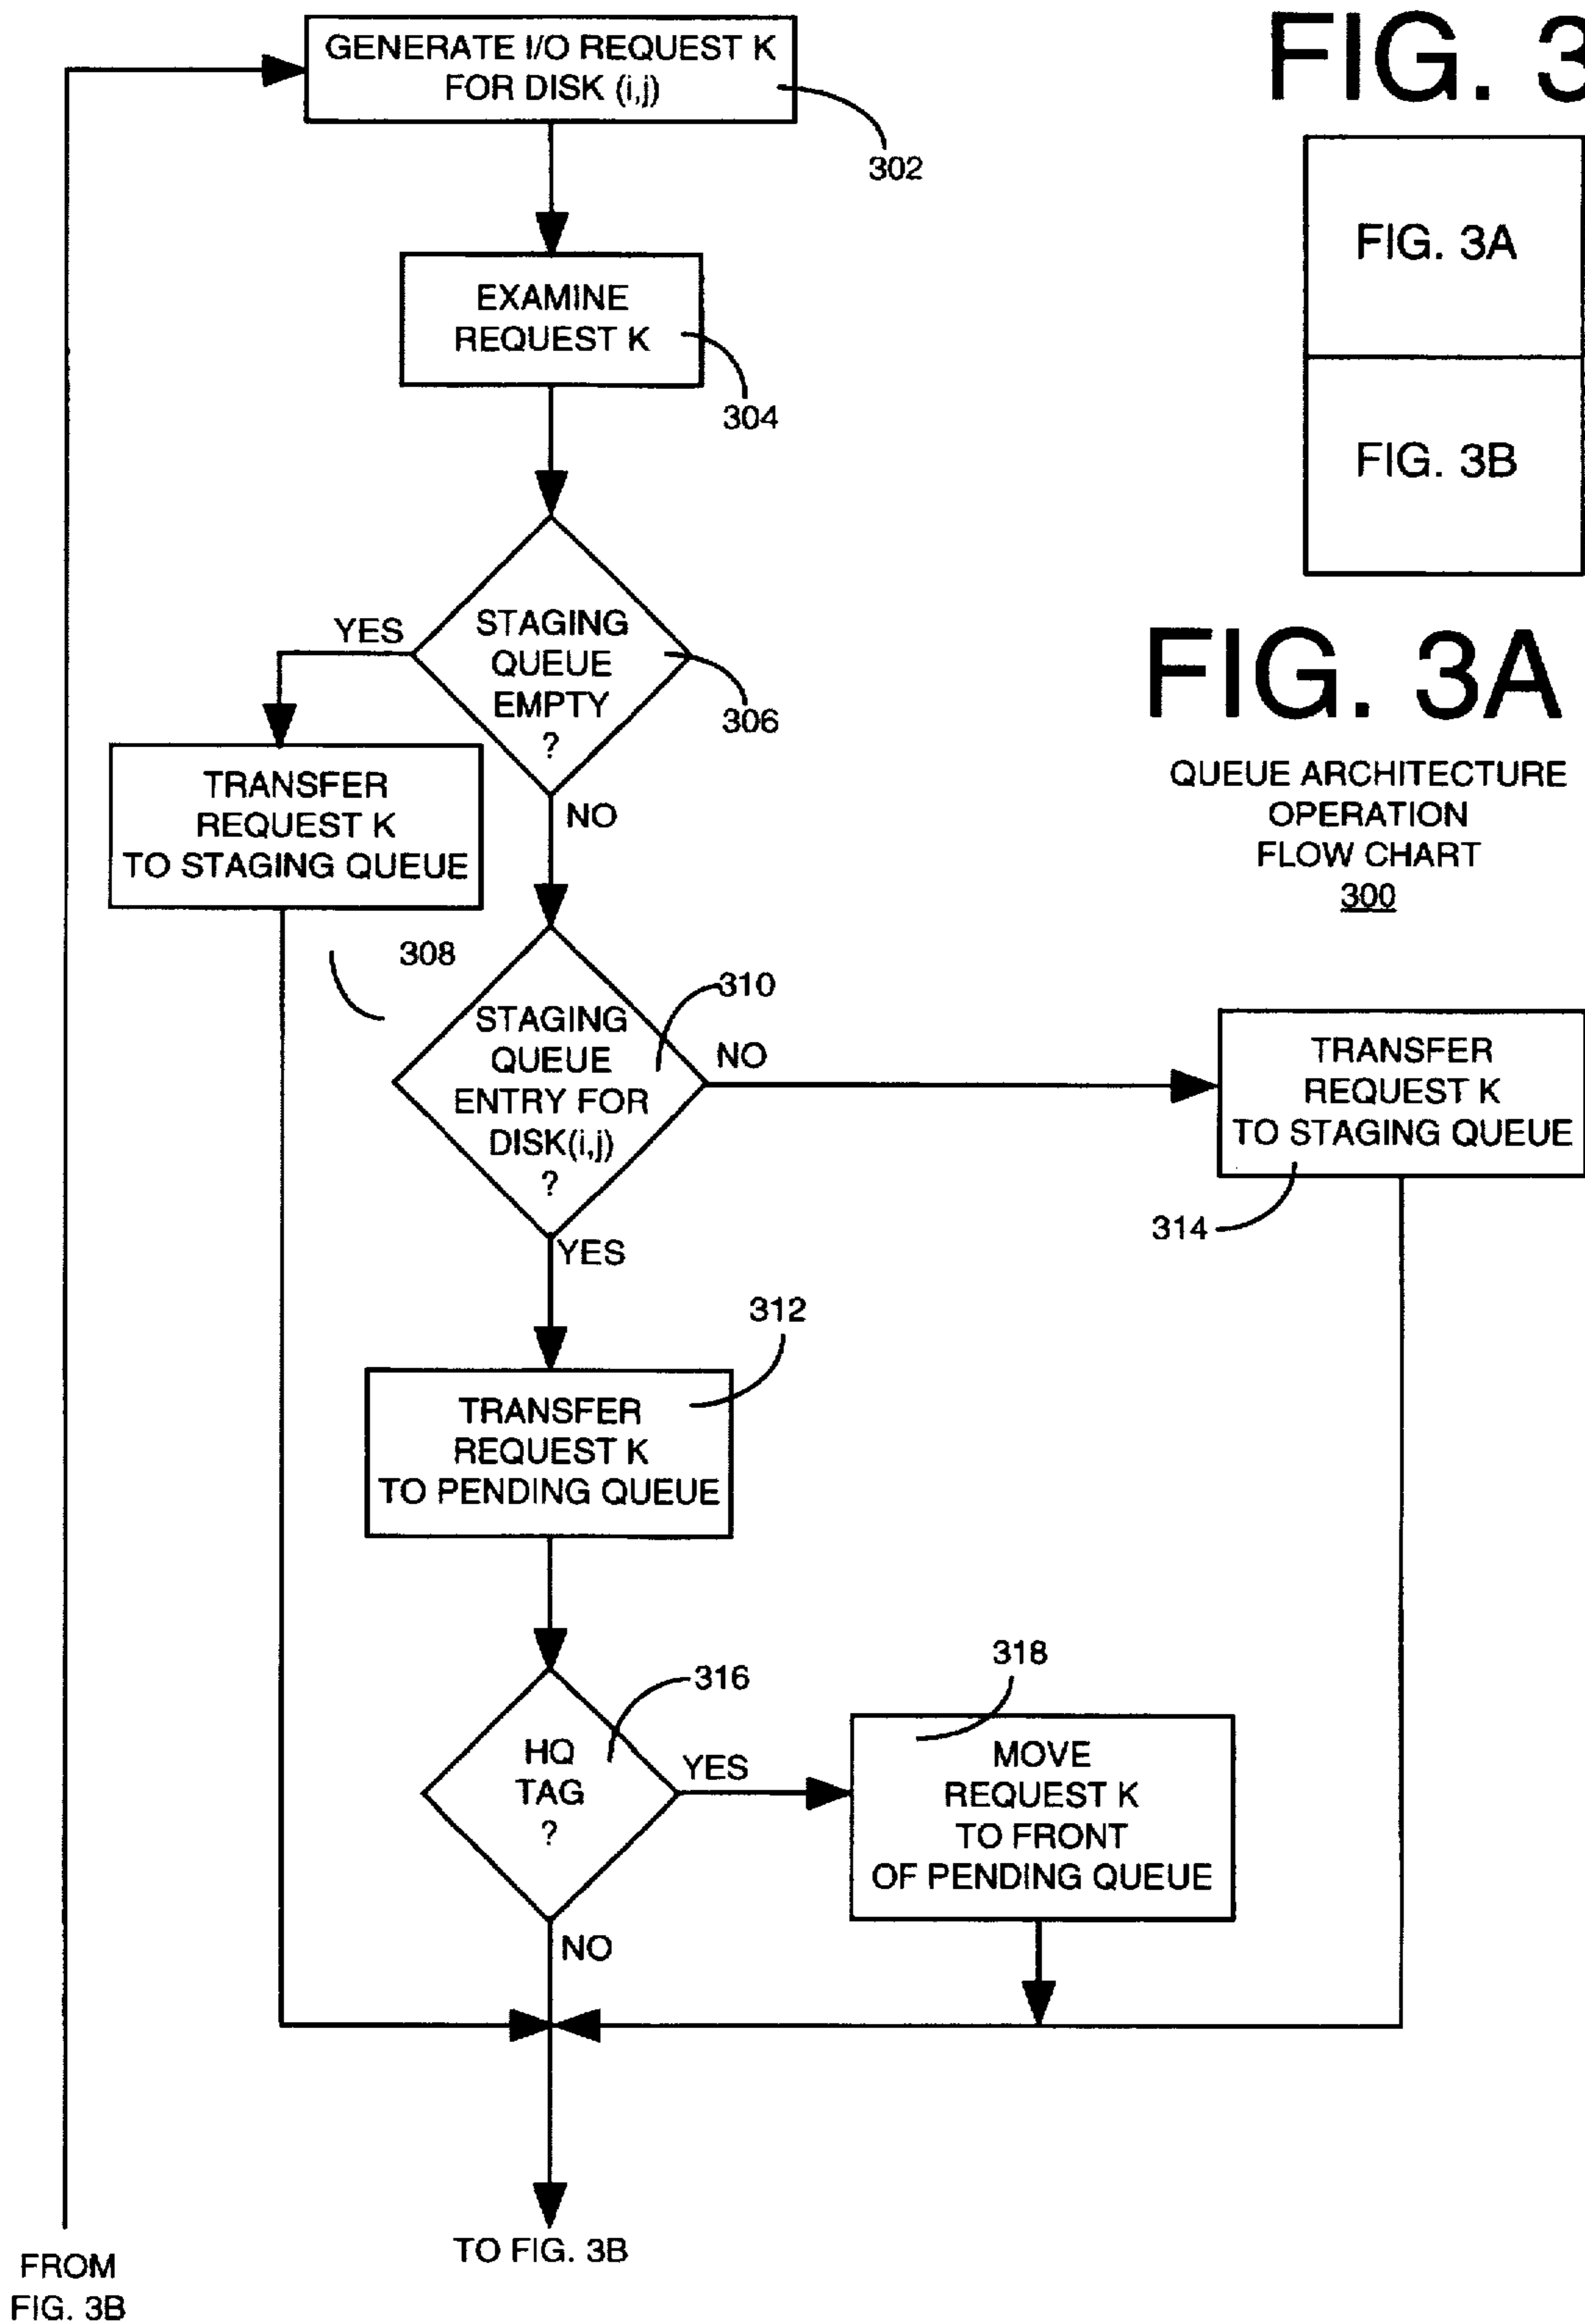 GENERATE I/O REQUEST K
FOR DISK (i,j)
302
FIG. 3
FIG. 3A
FIG. 3B
EXAMINE
REQUEST K
304
STAGING
QUEUE
EMPTY
?
306
YES
NO
TRANSFER
REQUEST K
TO STAGING QUEUE
308
FIG. 3A
QUEUE ARCHITECTURE
OPERATION
FLOW CHART
300
STAGING
QUEUE
ENTRY FOR
DISK(i,j)
?
310
NO
YES
TRANSFER
REQUEST K
TO STAGING QUEUE
314
312
TRANSFER
REQUEST K
TO PENDING QUEUE
316
HQ
TAG
?
YES
NO
318
MOVE
REQUEST K
TO FRONT
OF PENDING QUEUE
TO FIG. 3B
FROM
FIG. 3B